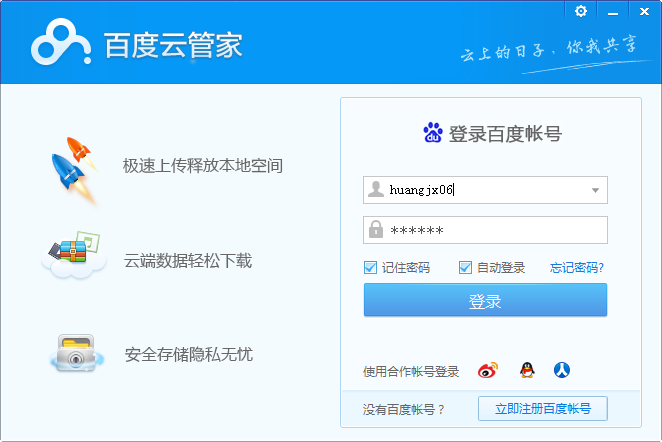 百度云管家
云上的日子、你我共享
极速上传释放本地空间
云端数据轻松下载
安全存储隐私无忧
du 登录百度帐号
huangjx06
******
记住密码 自动登录 忘记密码?
登录
使用合作帐号登录
没有百度帐号？ 立即注册百度帐号